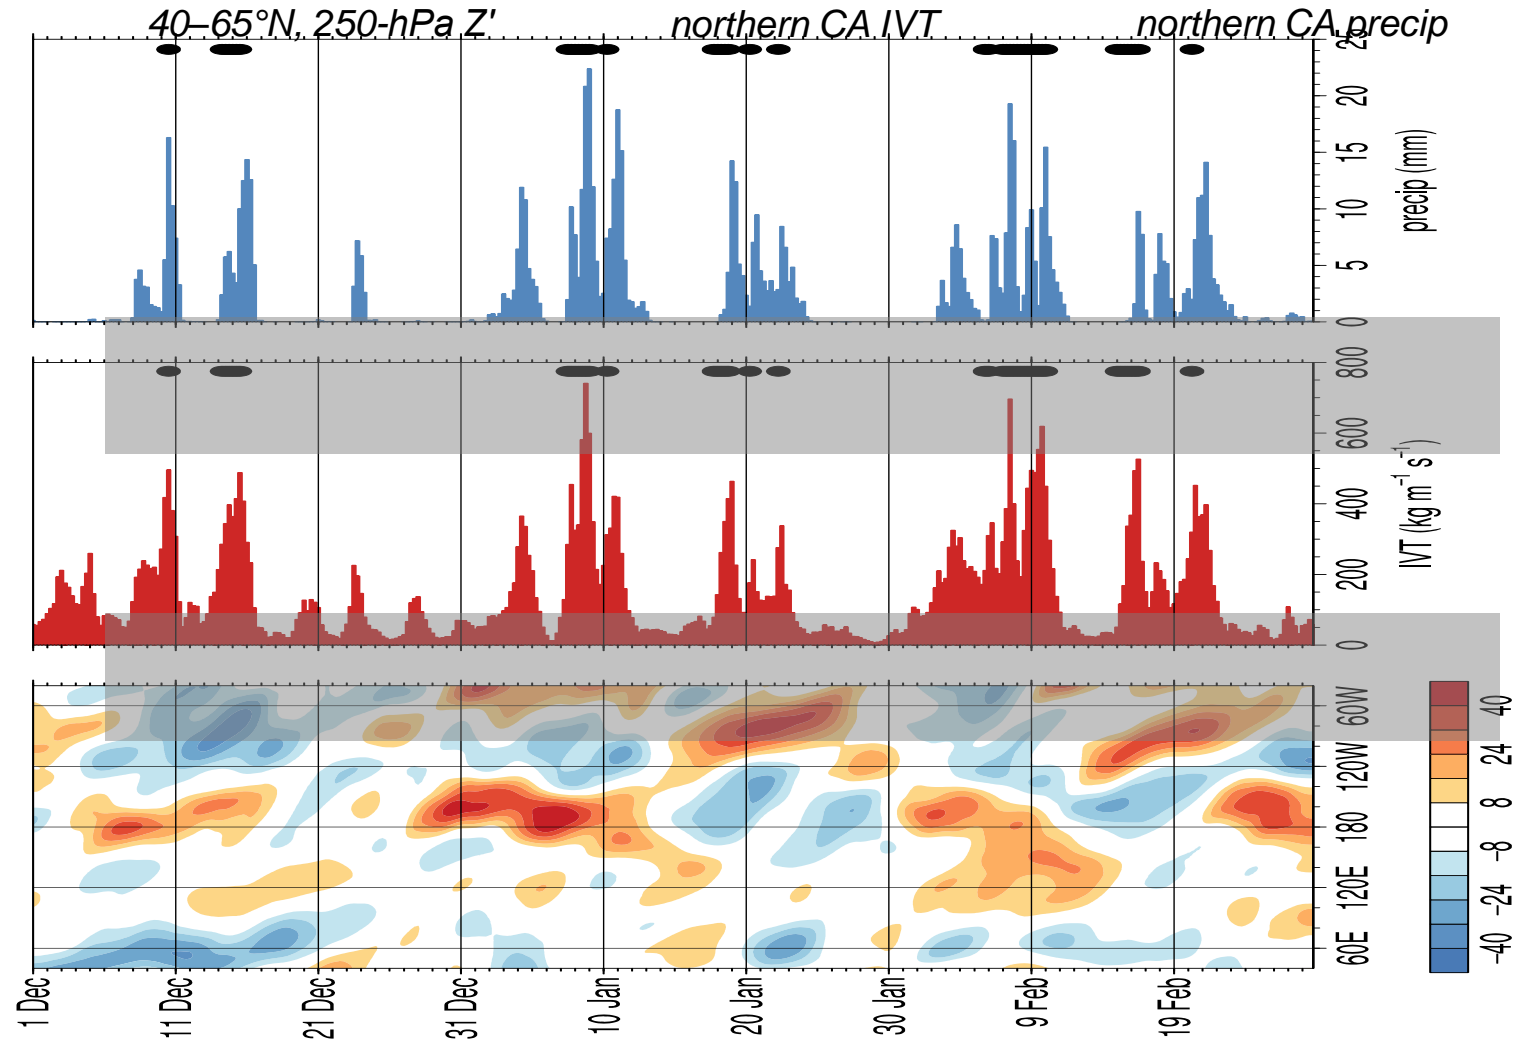 40–65°N, 250-hPa Z' northern CA IVT northern CA precip
25
20
15
10
5
0
precip (mm)
800
600
400
200
0
IVT (kg m⁻¹ s⁻¹)
60W
120W
180
120E
60E
40
24
8
−8
−24
−40
1 Dec 11 Dec 21 Dec 31 Dec 10 Jan 20 Jan 30 Jan 9 Feb 19 Feb